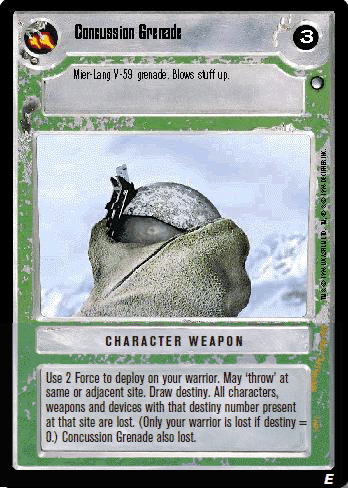 Concussion Grenade
3
Mier-Lang V-59 grenade. Blows stuff up.
CHARACTER WEAPON
Use 2 Force to deploy on your warrior. May ‘throw’ at
same or adjacent site. Draw destiny. All characters,
weapons and devices with that destiny number present
at that site are lost. (Only your warrior is lost if destiny =
0.) Concussion Grenade also lost.
E